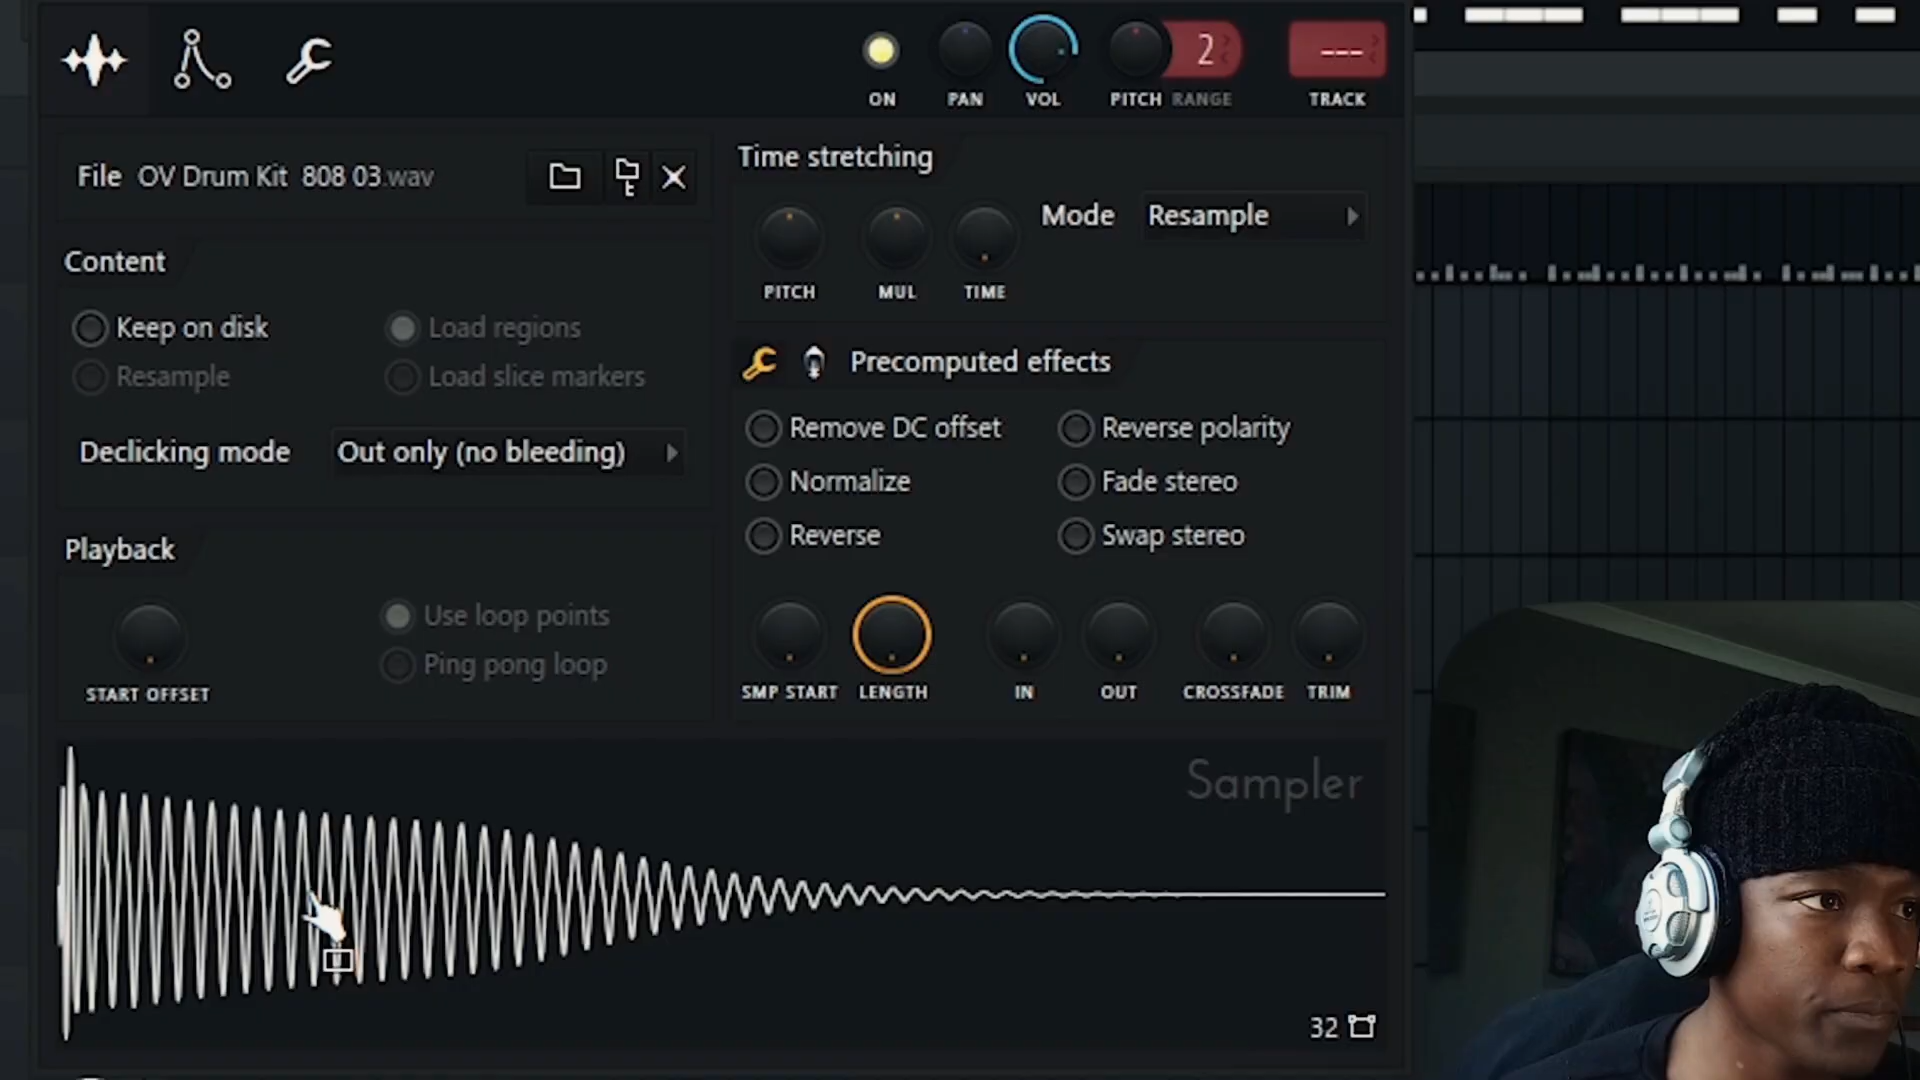 2
ON PAN VOL PITCH RANGE TRACK
File OV Drum Kit 808 03.wav
Time stretching
Mode Resample
PITCH MUL TIME
Content
Keep on disk Load regions
Resample Load slice markers
Declicking mode Out only (no bleeding)
Precomputed effects
Remove DC offset Reverse polarity
Normalize Fade stereo
Reverse Swap stereo
Playback
Use loop points
Ping pong loop
START OFFSET
SMP START LENGTH IN OUT CROSSFADE TRIM
Sampler
32